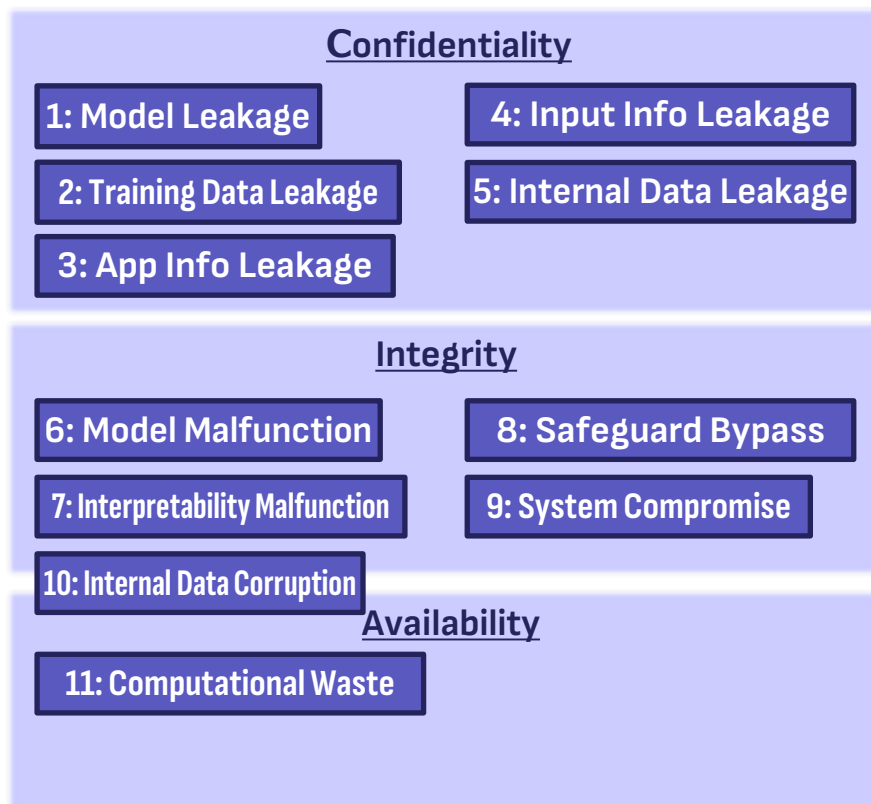 Confidentiality
1: Model Leakage
2: Training Data Leakage
3: App Info Leakage
4: Input Info Leakage
5: Internal Data Leakage
Integrity
6: Model Malfunction
7: Interpretability Malfunction
8: Safeguard Bypass
9: System Compromise
10: Internal Data Corruption
Availability
11: Computational Waste